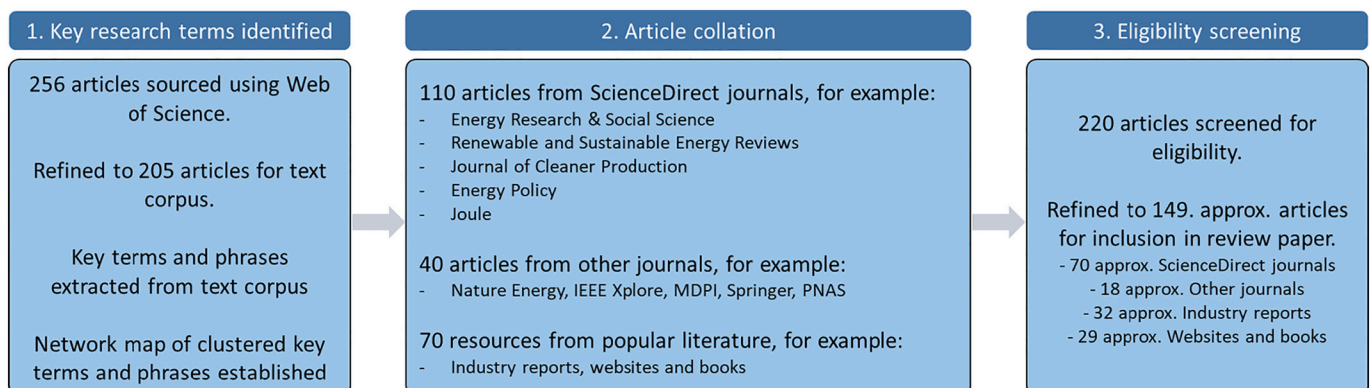 1. Key research terms identified
256 articles sourced using Web
of Science.
Refined to 205 articles for text
corpus.
Key terms and phrases
extracted from text corpus
Network map of clustered key
terms and phrases established
2. Article collation
110 articles from ScienceDirect journals, for example:
- Energy Research & Social Science
- Renewable and Sustainable Energy Reviews
- Journal of Cleaner Production
- Energy Policy
- Joule
40 articles from other journals, for example:
- Nature Energy, IEEE Xplore, MDPI, Springer, PNAS
70 resources from popular literature, for example:
- Industry reports, websites and books
3. Eligibility screening
220 articles screened for
eligibility.
Refined to 149. approx. articles
for inclusion in review paper.
- 70 approx. ScienceDirect journals
- 18 approx. Other journals
- 32 approx. Industry reports
- 29 approx. Websites and books